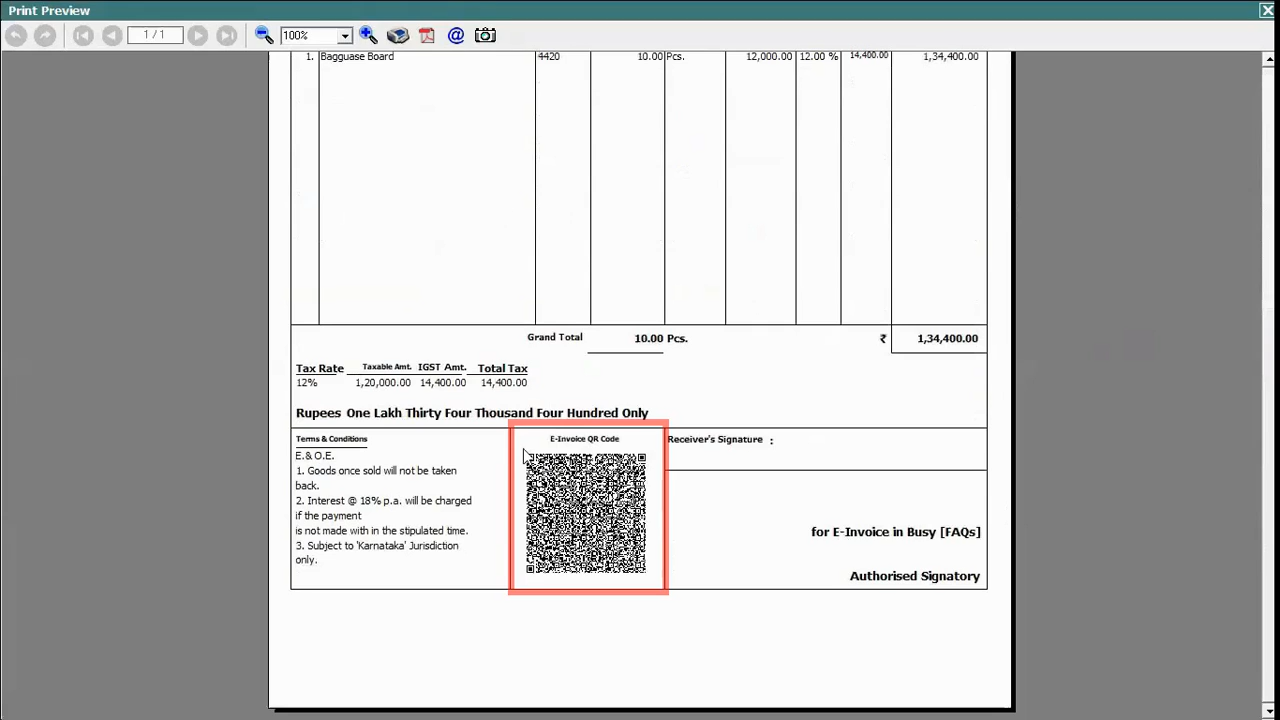 Print Preview
1 / 1
100%
1. Bagguase Board 4420 10.00 Pcs. 12,000.00 12.00 % 14,400.00 1,34,400.00
Grand Total 10.00 Pcs. ₹ 1,34,400.00
Tax Rate Taxable Amt. IGST Amt. Total Tax
12% 1,20,000.00 14,400.00 14,400.00
Rupees One Lakh Thirty Four Thousand Four Hundred Only
Terms & Conditions
E.& O.E.
1. Goods once sold will not be taken
back.
2. Interest @ 18% p.a. will be charged
if the payment
is not made with in the stipulated time.
3. Subject to 'Karnataka' Jurisdiction
only.
E-Invoice QR Code
Receiver's Signature :
for E-Invoice in Busy [FAQs]
Authorised Signatory